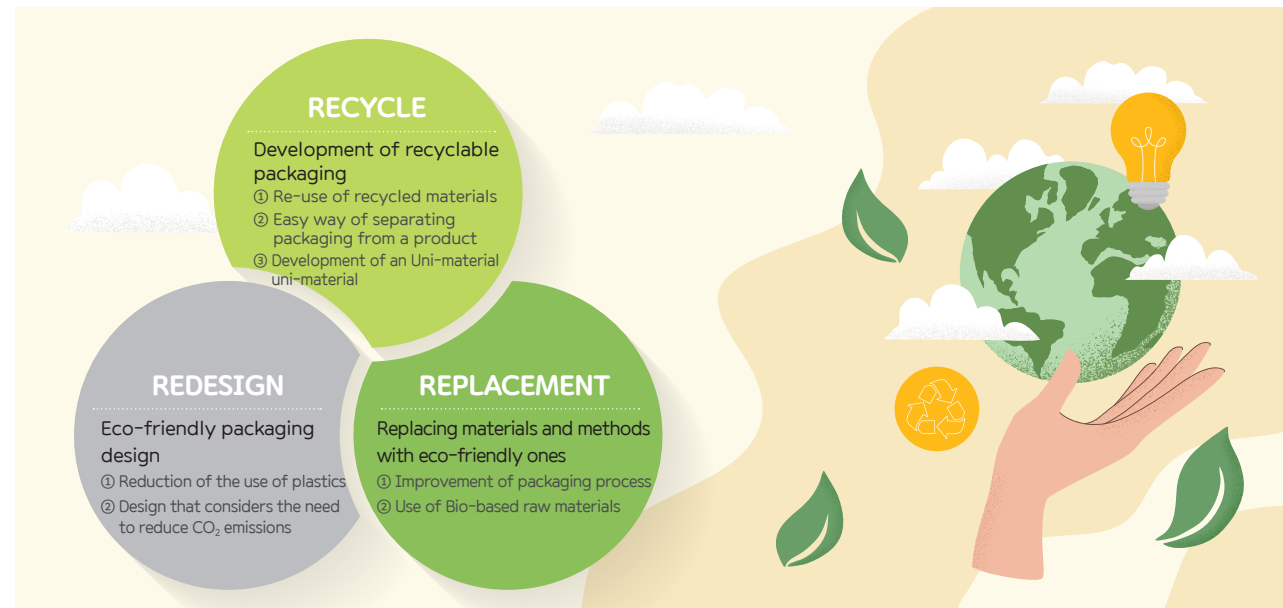 RECYCLE
Development of recyclable
packaging
① Re-use of recycled materials
② Easy way of separating
packaging from a product
③ Development of an Uni-material
uni-material
REDESIGN
Eco-friendly packaging
design
① Reduction of the use of plastics
② Design that considers the need
to reduce CO₂ emissions
REPLACEMENT
Replacing materials and methods
with eco-friendly ones
① Improvement of packaging process
② Use of Bio-based raw materials